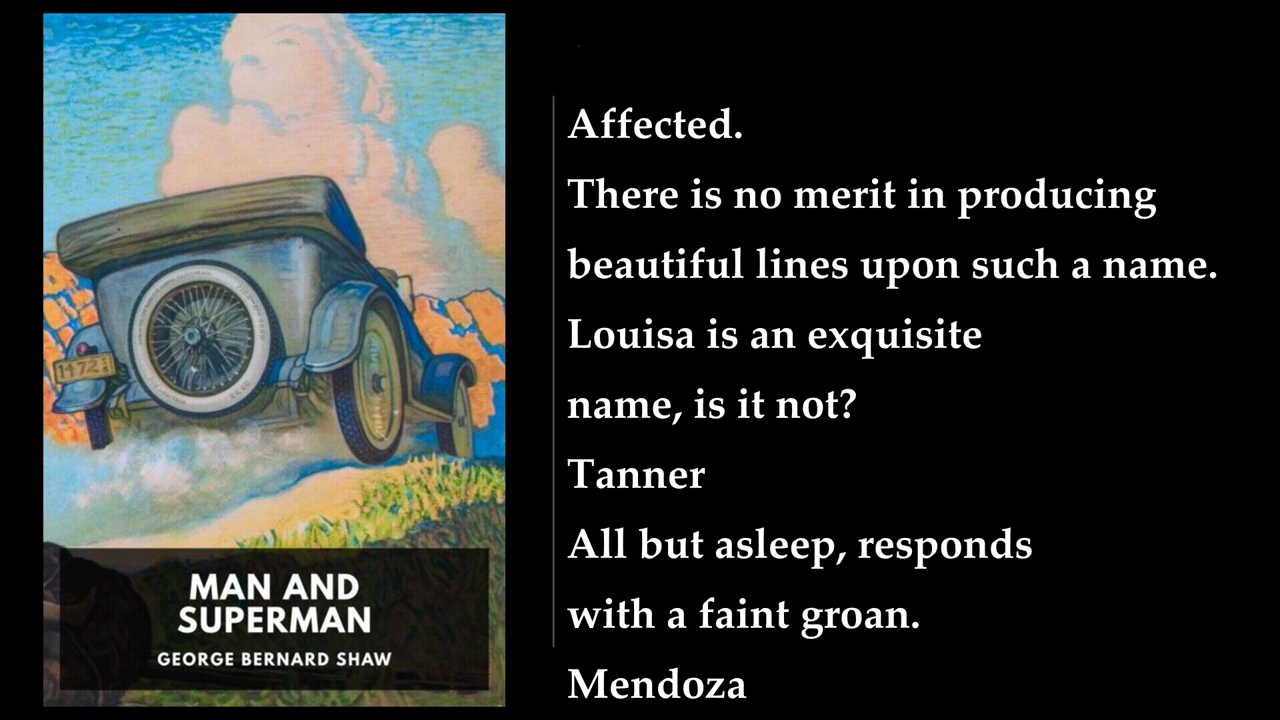 1472
MAN AND
SUPERMAN
GEORGE BERNARD SHAW
Affected.
There is no merit in producing
beautiful lines upon such a name.
Louisa is an exquisite
name, is it not?
Tanner
All but asleep, responds
with a faint groan.
Mendoza